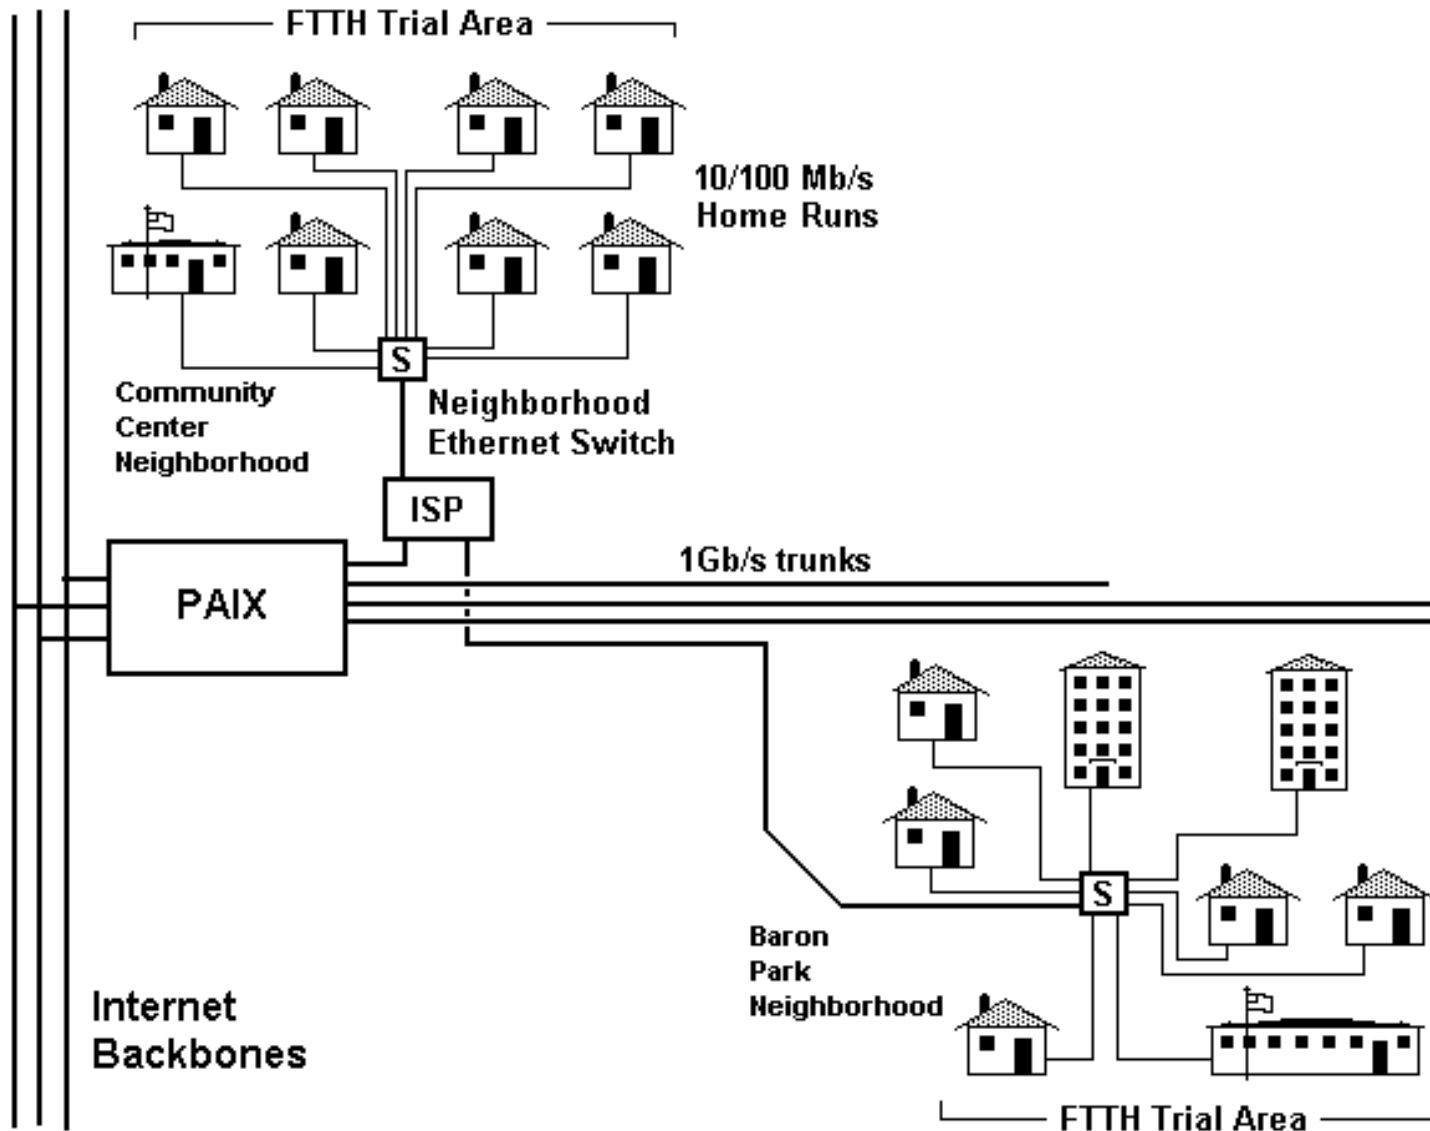 FTTH Trial Area
10/100 Mb/s
Home Runs
S
Community
Center
Neighborhood
Neighborhood
Ethernet Switch
ISP
1Gb/s trunks
PAIX
S
Baron
Park
Neighborhood
Internet
Backbones
FTTH Trial Area